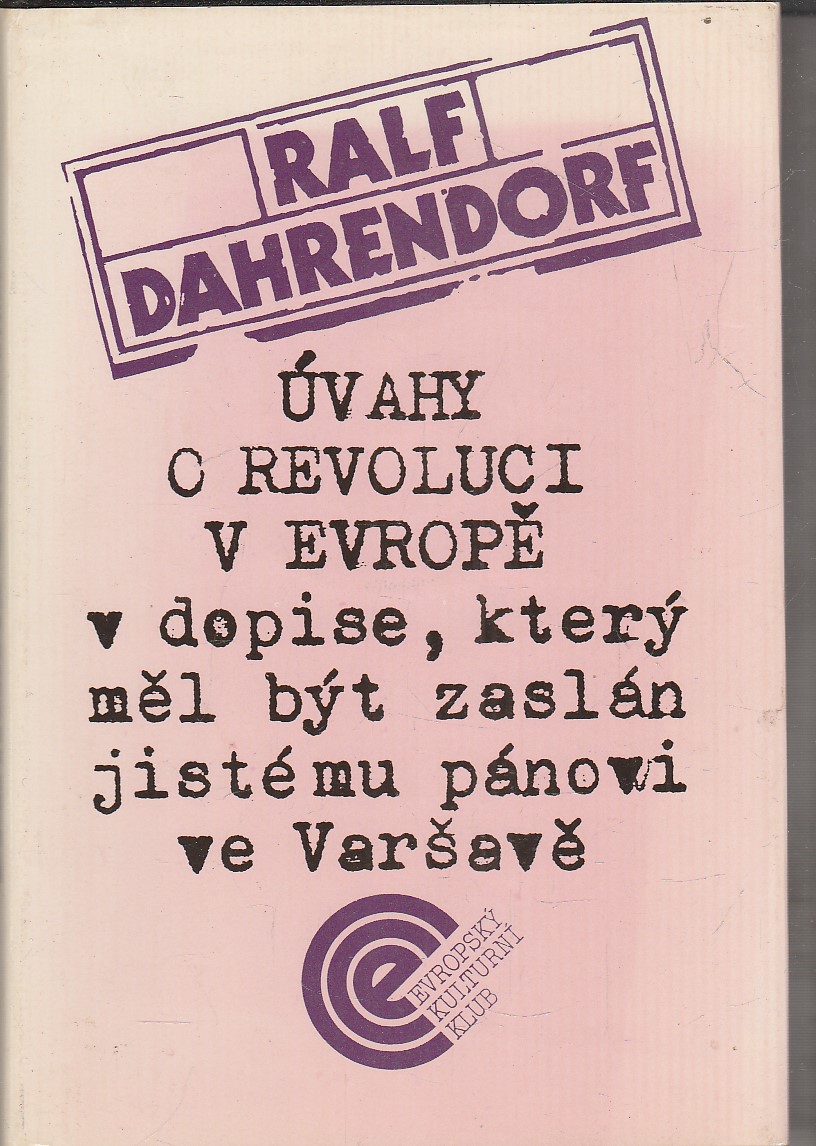 RALF
DAHRENDORF
ÚVAHY
O REVOLUCI
V EVROPĚ
v dopise, který
měl být zaslán
jistému pánovi
ve Varšavě
e
EVROPSKÝ
KULTURNÍ
KLUB